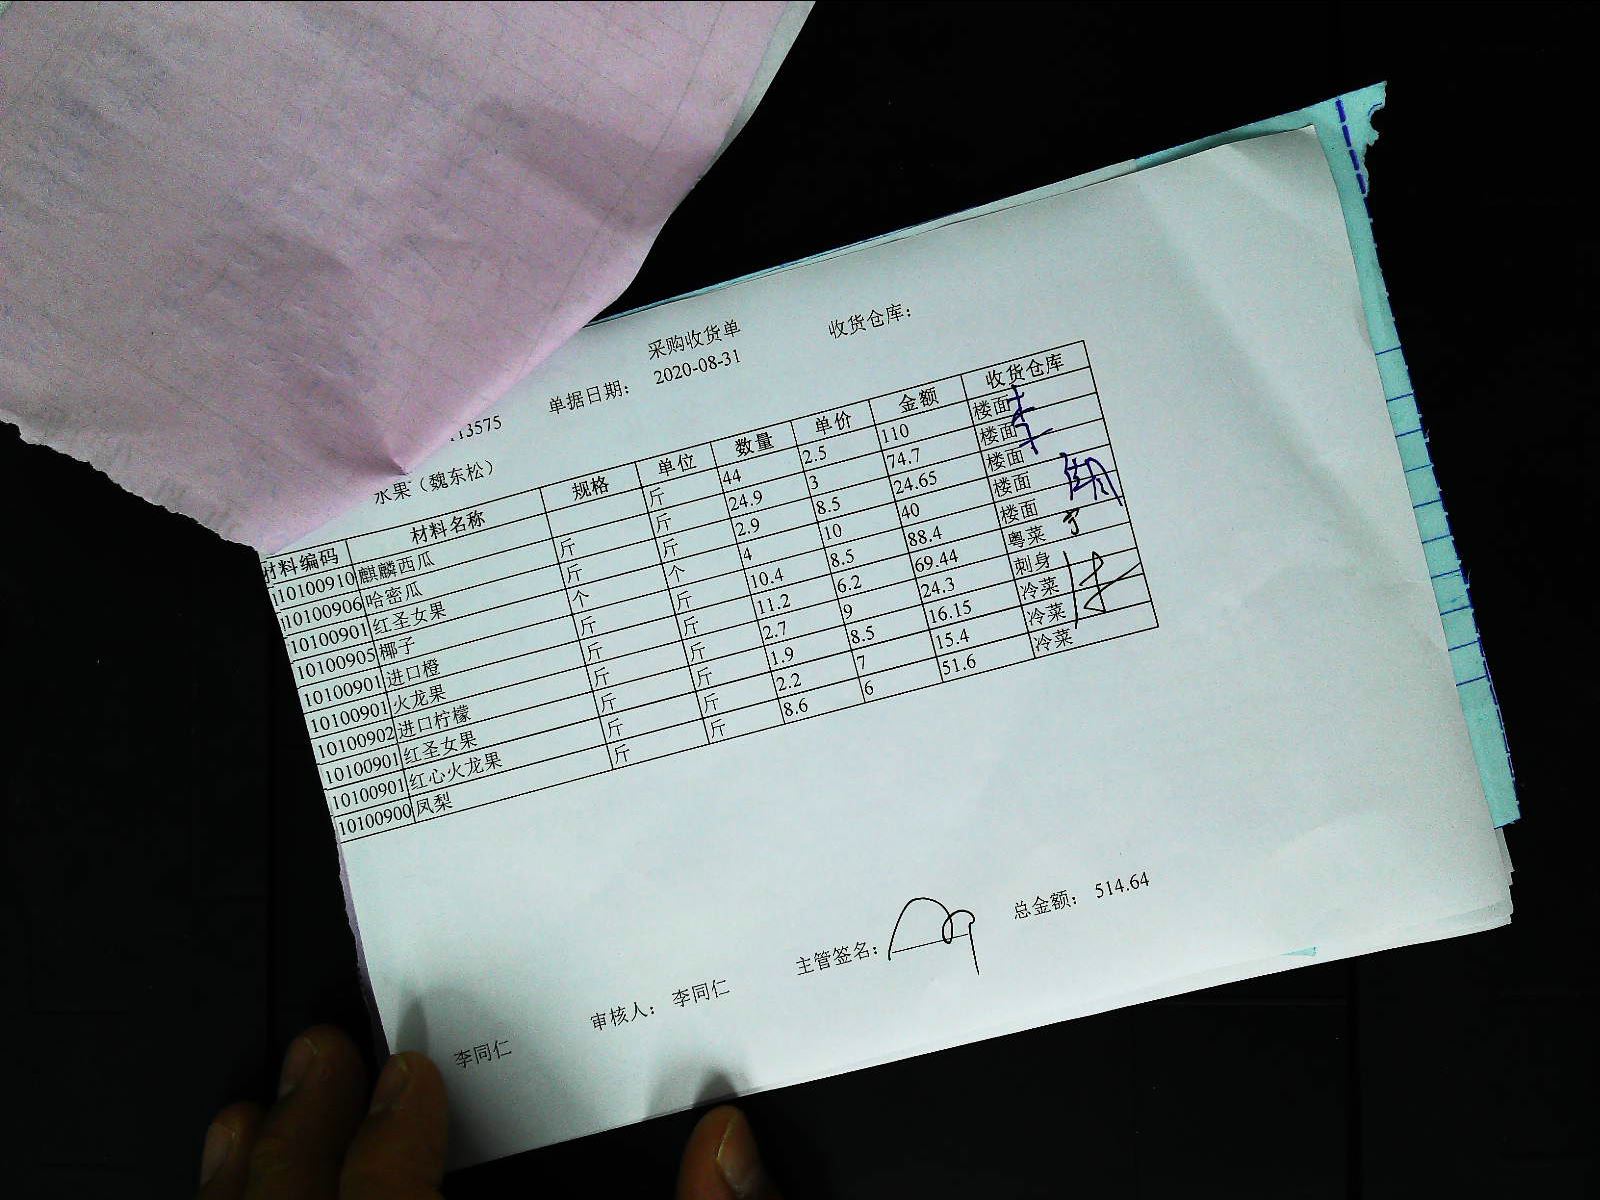 采购收货单
收货仓库：
13575 单据日期： 2020-08-31
水果（魏东松）
材料编码 材料名称 规格 单位 数量 单价 金额 收货仓库
10100910 麒麟西瓜 斤 44 2.5 110 楼面
10100906 哈密瓜 斤 斤 24.9 3 74.7 楼面
10100901 红圣女果 斤 斤 2.9 8.5 24.65 楼面
10100905 椰子 个 个 4 10 40 楼面
10100901 进口橙 斤 斤 10.4 8.5 88.4 楼面
10100901 火龙果 斤 斤 11.2 6.2 69.44 粤菜
10100902 进口柠檬 斤 斤 2.7 9 24.3 刺身
10100901 红圣女果 斤 斤 1.9 8.5 16.15 冷菜
10100901 红心火龙果 斤 斤 2.2 7 15.4 冷菜
10100900 凤梨 斤 斤 8.6 6 51.6 冷菜
李同仁 审核人： 李同仁 主管签名： 总金额： 514.64